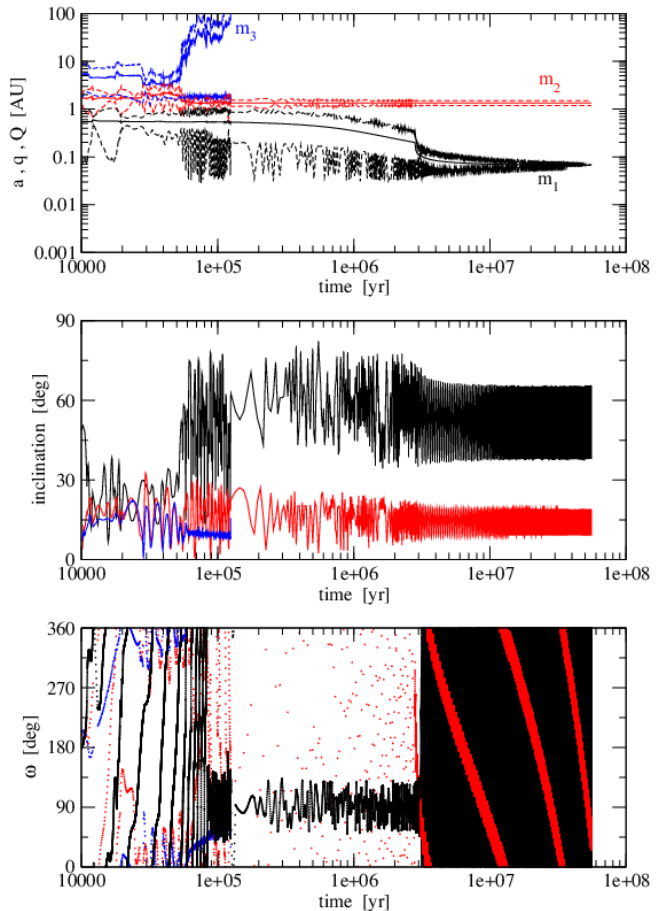 a , q , Q [AU]
100
10
1
0.1
0.01
0.001
m3
m2
m1
10000 1e+05 1e+06 1e+07 1e+08
time [yr]
inclination [deg]
90
60
30
0
10000 1e+05 1e+06 1e+07 1e+08
time [yr]
ω [deg]
360
270
180
90
0
10000 1e+05 1e+06 1e+07 1e+08
time [yr]